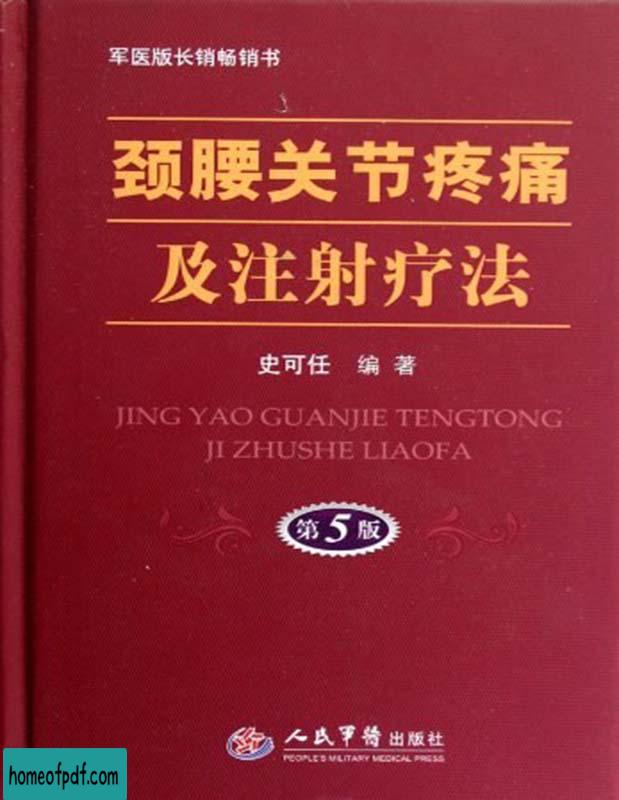 军医版长销畅销书
颈腰关节疼痛
及注射疗法
史可任 编著
JING YAO GUANJIE TENGTONG
JI ZHUSHE LIAOFA
第5版
人民军医出版社
PEOPLE'S MILITARY MEDICAL PRESS
homeofpdf.com